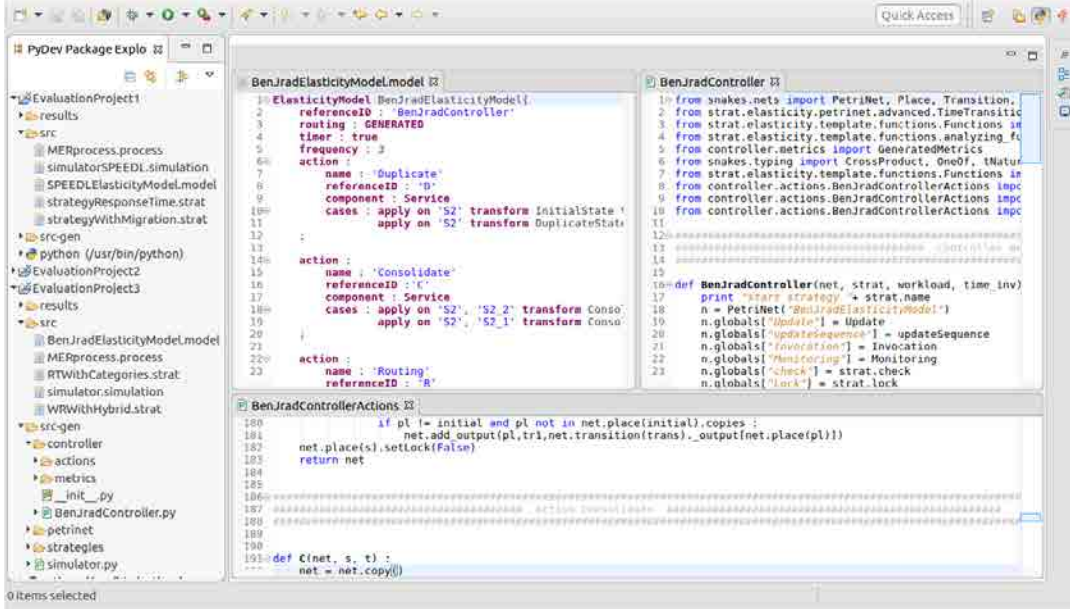 Quick Access
PyDev Package Explo
EvaluationProject1
results
src
MERprocess.process
simulatorSPEEDL.simulation
SPEEDLElasticityModel.model
strategyResponseTime.strat
strategyWithMigration.strat
src-gen
python (/usr/bin/python)
EvaluationProject2
EvaluationProject3
results
src
BenJradElasticityModel.model
MERprocess.process
RTWithCategories.strat
simulator.simulation
WRWithHybrid.strat
src-gen
controller
actions
metrics
__init__.py
BenJradController.py
petrinet
strategies
simulator.py
BenJradElasticityModel.model
1 ElasticityModel BenJradElasticityModel{
2 referenceID : 'BenJradController'
3 routing : GENERATED
4 timer : true
5 frequency : 3
6 action :
7 name : 'Duplicate'
8 referenceID : 'D'
9 component : Service
10 cases : apply on 'S2' transform InitialState
11 apply on 'S2' transform DuplicateState
12 ;
13
14 action :
15 name : 'Consolidate'
16 referenceID :'C'
17 component : Service
18 cases : apply on 'S2', 'S2_2' transform Conso
19 apply on 'S2', 'S2_1' transform Conso
20 ;
21
22 action :
23 name : 'Routing'
referenceID : 'R'
BenJradController
1 from snakes.nets import PetriNet, Place, Transition,
2 from strat.elasticity.petrinet.advanced.TimeTransitic
3 from strat.elasticity.template.functions.Functions im
4 from strat.elasticity.template.functions.analyzing_fu
5 from controller.metrics import GeneratedMetrics
6 from snakes.typing import CrossProduct, OneOf, tNatur
7 from strat.elasticity.template.functions.Functions im
8 from controller.actions.BenJradControllerActions impc
9 from controller.actions.BenJradControllerActions impc
10 from controller.actions.BenJradControllerActions impc
11
12
13
14
15
16 def BenJradController(net, strat, workload, time_inv)
17 print "start strategy "+ strat.name
18 n = PetriNet("BenJradElasticityModel")
19 n.globals["Update"] = Update
20 n.globals["updateSequence"] = updateSequence
21 n.globals["Invocation"] = Invocation
22 n.globals["Monitoring"] = Monitoring
23 n.globals["check"] = strat.check
n.globals["lock"] = strat.lock
BenJradControllerActions
180 if pl != initial and pl not in net.place(initial).copies :
181 net.add_output(pl,tr1,net.transition(trans)._output[net.place(pl)])
182 net.place(s).setLock(False)
183 return net
184
185
186
187 Action Consolidate
188
189
190
191 def C(net, s, t) :
net = net.copy()
0 items selected